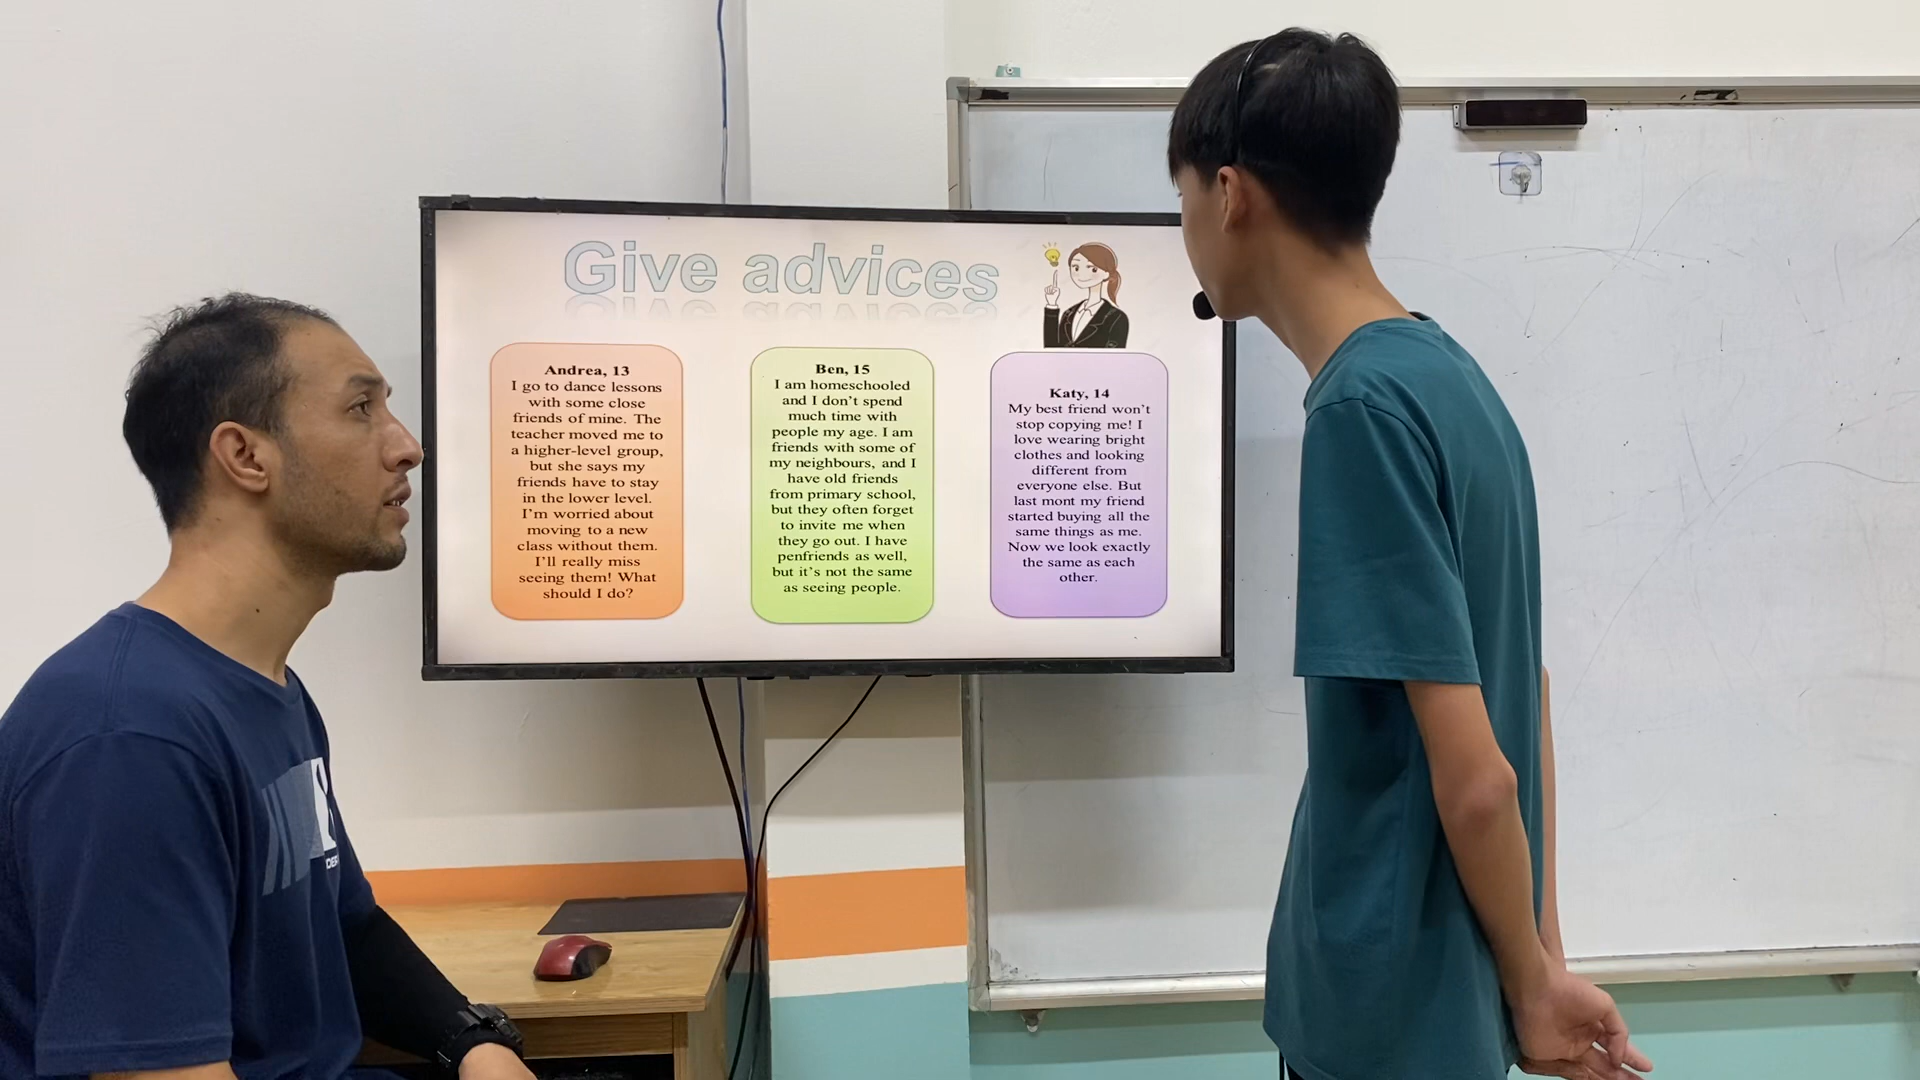 Give advices
Andrea, 13
I go to dance lessons
with some close
friends of mine. The
teacher moved me to
a higher-level group,
but she says my
friends have to stay
in the lower level.
I'm worried about
moving to a new
class without them.
I'll really miss
seeing them! What
should I do?
Ben, 15
I am homeschooled
and I don't spend
much time with
people my age. I am
friends with some of
my neighbours, and I
have old friends
from primary school,
but they often forget
to invite me when
they go out. I have
penfriends as well,
but it's not the same
as seeing people.
Katy, 14
My best friend won't
stop copying me! I
love wearing bright
clothes and looking
different from
everyone else. But
last mont my friend
started buying all the
same things as me.
Now we look exactly
the same as each
other.